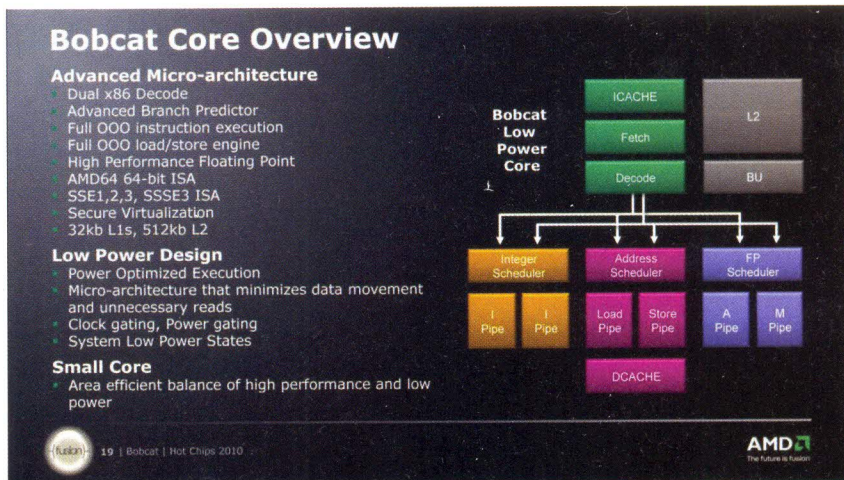 Bobcat Core Overview
Advanced Micro-architecture
Dual x86 Decode
Advanced Branch Predictor
Full OOO instruction execution
Full OOO load/store engine
High Performance Floating Point
AMD64 64-bit ISA
SSE1,2,3, SSSE3 ISA
Secure Virtualization
32kb L1s, 512kb L2
Low Power Design
Power Optimized Execution
Micro-architecture that minimizes data movement
and unnecessary reads
Clock gating, Power gating
System Low Power States
Small Core
Area efficient balance of high performance and low
power
Bobcat
Low
Power
Core
ICACHE
Fetch
Decode
L2
BU
Integer
Scheduler
Address
Scheduler
FP
Scheduler
I
Pipe
I
Pipe
Load
Pipe
Store
Pipe
A
Pipe
M
Pipe
DCACHE
fusion
19 | Bobcat | Hot Chips 2010
AMD
The future is fusion